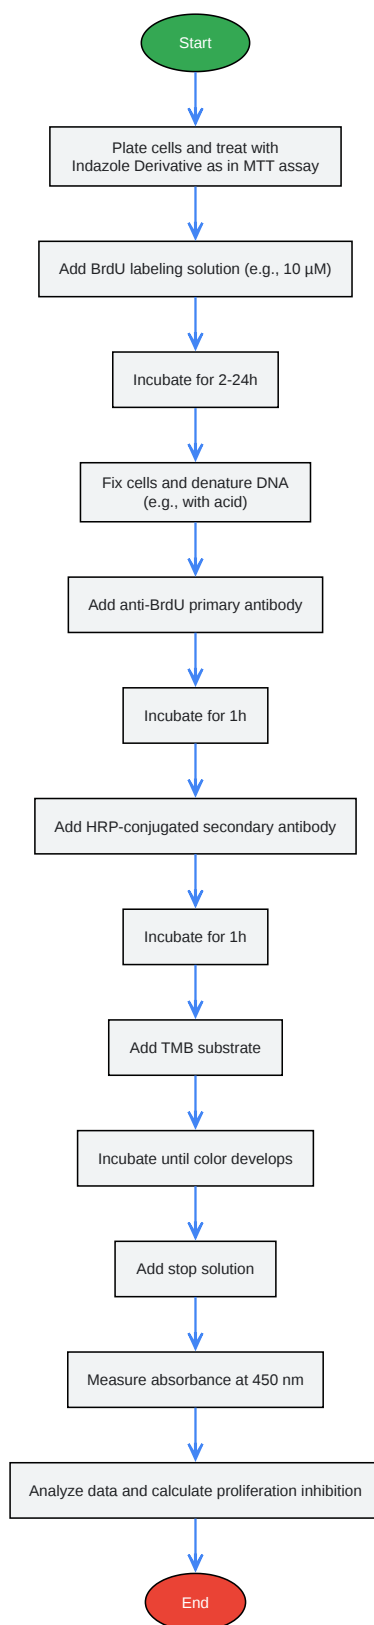 Start
Plate cells and treat with
Indazole Derivative as in MTT assay
Add BrdU labeling solution (e.g., 10 µM)
Incubate for 2-24h
Fix cells and denature DNA
(e.g., with acid)
Add anti-BrdU primary antibody
Incubate for 1h
Add HRP-conjugated secondary antibody
Incubate for 1h
Add TMB substrate
Incubate until color develops
Add stop solution
Measure absorbance at 450 nm
Analyze data and calculate proliferation inhibition
End